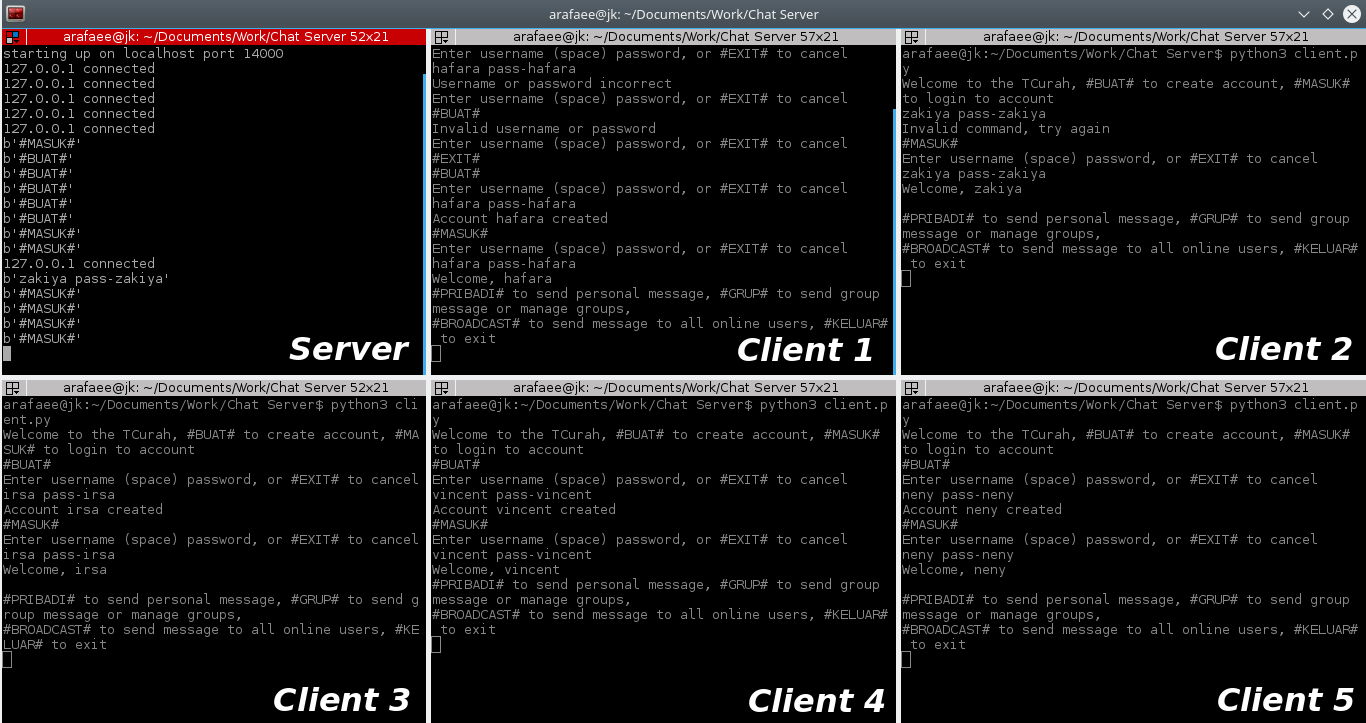 arafaee@jk: ~/Documents/Work/Chat Server
arafaee@jk: ~/Documents/Work/Chat Server 52x21
starting up on localhost port 14000
127.0.0.1 connected
127.0.0.1 connected
127.0.0.1 connected
127.0.0.1 connected
127.0.0.1 connected
b'#MASUK#'
b'#BUAT#'
b'#BUAT#'
b'#BUAT#'
b'#BUAT#'
b'#BUAT#'
b'#MASUK#'
b'#MASUK#'
127.0.0.1 connected
b'zakiya pass-zakiya'
b'#MASUK#'
b'#MASUK#'
b'#MASUK#'
b'#MASUK#'
Server
arafaee@jk: ~/Documents/Work/Chat Server 57x21
Enter username (space) password, or #EXIT# to cancel
hafara pass-hafara
Username or password incorrect
Enter username (space) password, or #EXIT# to cancel
#BUAT#
Invalid username or password
Enter username (space) password, or #EXIT# to cancel
#EXIT#
#BUAT#
Enter username (space) password, or #EXIT# to cancel
hafara pass-hafara
Account hafara created
#MASUK#
Enter username (space) password, or #EXIT# to cancel
hafara pass-hafara
Welcome, hafara
#PRIBADI# to send personal message, #GRUP# to send group
message or manage groups,
#BROADCAST# to send message to all online users, #KELUAR#
to exit
Client 1
arafaee@jk: ~/Documents/Work/Chat Server 57x21
arafaee@jk:~/Documents/Work/Chat Server$ python3 client.p
y
Welcome to the TCurah, #BUAT# to create account, #MASUK#
to login to account
zakiya pass-zakiya
Invalid command, try again
#MASUK#
Enter username (space) password, or #EXIT# to cancel
zakiya pass-zakiya
Welcome, zakiya
#PRIBADI# to send personal message, #GRUP# to send group
message or manage groups,
#BROADCAST# to send message to all online users, #KELUAR#
to exit
Client 2
arafaee@jk: ~/Documents/Work/Chat Server 52x21
arafaee@jk:~/Documents/Work/Chat Server$ python3 cli
ent.py
Welcome to the TCurah, #BUAT# to create account, #MA
SUK# to login to account
#BUAT#
Enter username (space) password, or #EXIT# to cancel
irsa pass-irsa
Account irsa created
#MASUK#
Enter username (space) password, or #EXIT# to cancel
irsa pass-irsa
Welcome, irsa
#PRIBADI# to send personal message, #GRUP# to send g
roup message or manage groups,
#BROADCAST# to send message to all online users, #KE
LUAR# to exit
Client 3
arafaee@jk: ~/Documents/Work/Chat Server 57x21
arafaee@jk:~/Documents/Work/Chat Server$ python3 client.p
y
Welcome to the TCurah, #BUAT# to create account, #MASUK#
to login to account
#BUAT#
Enter username (space) password, or #EXIT# to cancel
vincent pass-vincent
Account vincent created
#MASUK#
Enter username (space) password, or #EXIT# to cancel
vincent pass-vincent
Welcome, vincent
#PRIBADI# to send personal message, #GRUP# to send group
message or manage groups,
#BROADCAST# to send message to all online users, #KELUAR#
to exit
Client 4
arafaee@jk: ~/Documents/Work/Chat Server 57x21
arafaee@jk:~/Documents/Work/Chat Server$ python3 client.p
y
Welcome to the TCurah, #BUAT# to create account, #MASUK#
to login to account
#BUAT#
Enter username (space) password, or #EXIT# to cancel
neny pass-neny
Account neny created
#MASUK#
Enter username (space) password, or #EXIT# to cancel
neny pass-neny
Welcome, neny
#PRIBADI# to send personal message, #GRUP# to send group
message or manage groups,
#BROADCAST# to send message to all online users, #KELUAR#
to exit
Client 5